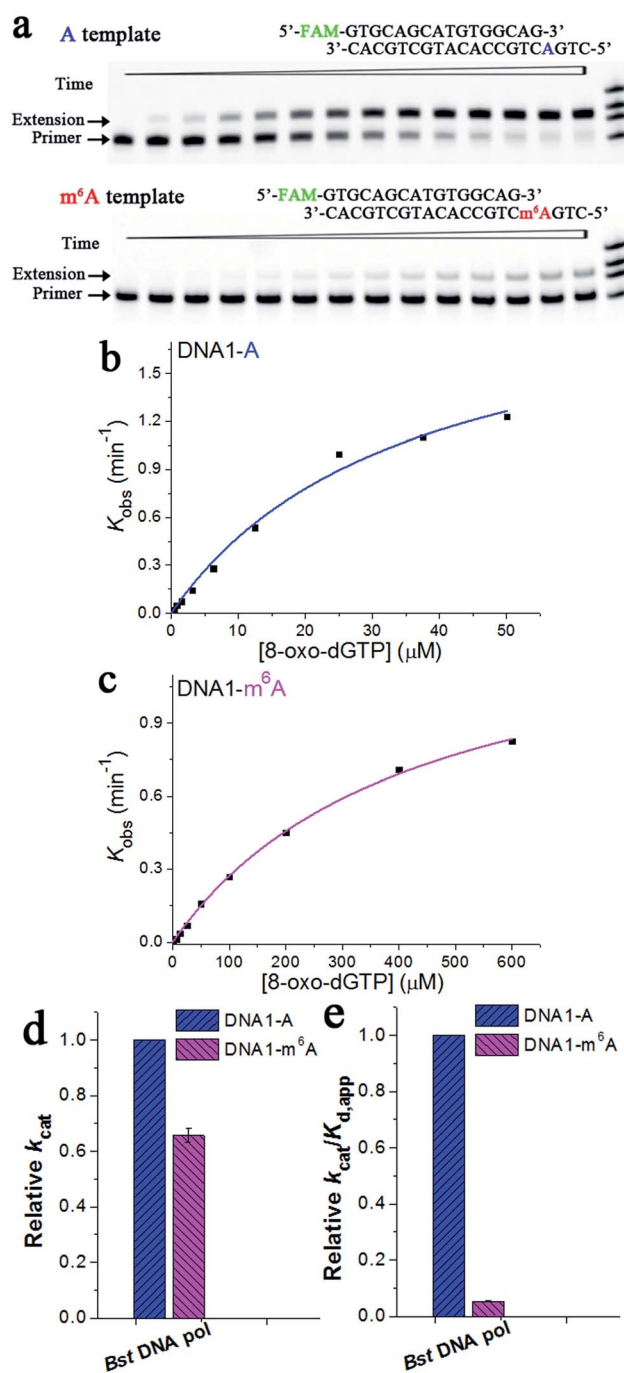 a
A template
5’-FAM-GTGCAGCATGTGGCAG-3’
3’-CACGTCGTACACCGTCAGTC-5’
Time
Extension
Primer
m⁶A template
5’-FAM-GTGCAGCATGTGGCAG-3’
3’-CACGTCGTACACCGTCm⁶AGTC-5’
Time
Extension
Primer
b
DNA1-A
1.5
1.2
0.9
0.6
0.3
0.0
Kobs (min⁻¹)
0 10 20 30 40 50
[8-oxo-dGTP] (μM)
c
DNA1-m⁶A
0.9
0.6
0.3
0.0
Kobs (min⁻¹)
0 100 200 300 400 500 600
[8-oxo-dGTP] (μM)
d
DNA1-A
DNA1-m⁶A
1.0
0.8
0.6
0.4
0.2
0.0
Relative kcat
Bst DNA pol
e
DNA1-A
DNA1-m⁶A
1.0
0.8
0.6
0.4
0.2
0.0
Relative kcat/Kd,app
Bst DNA pol